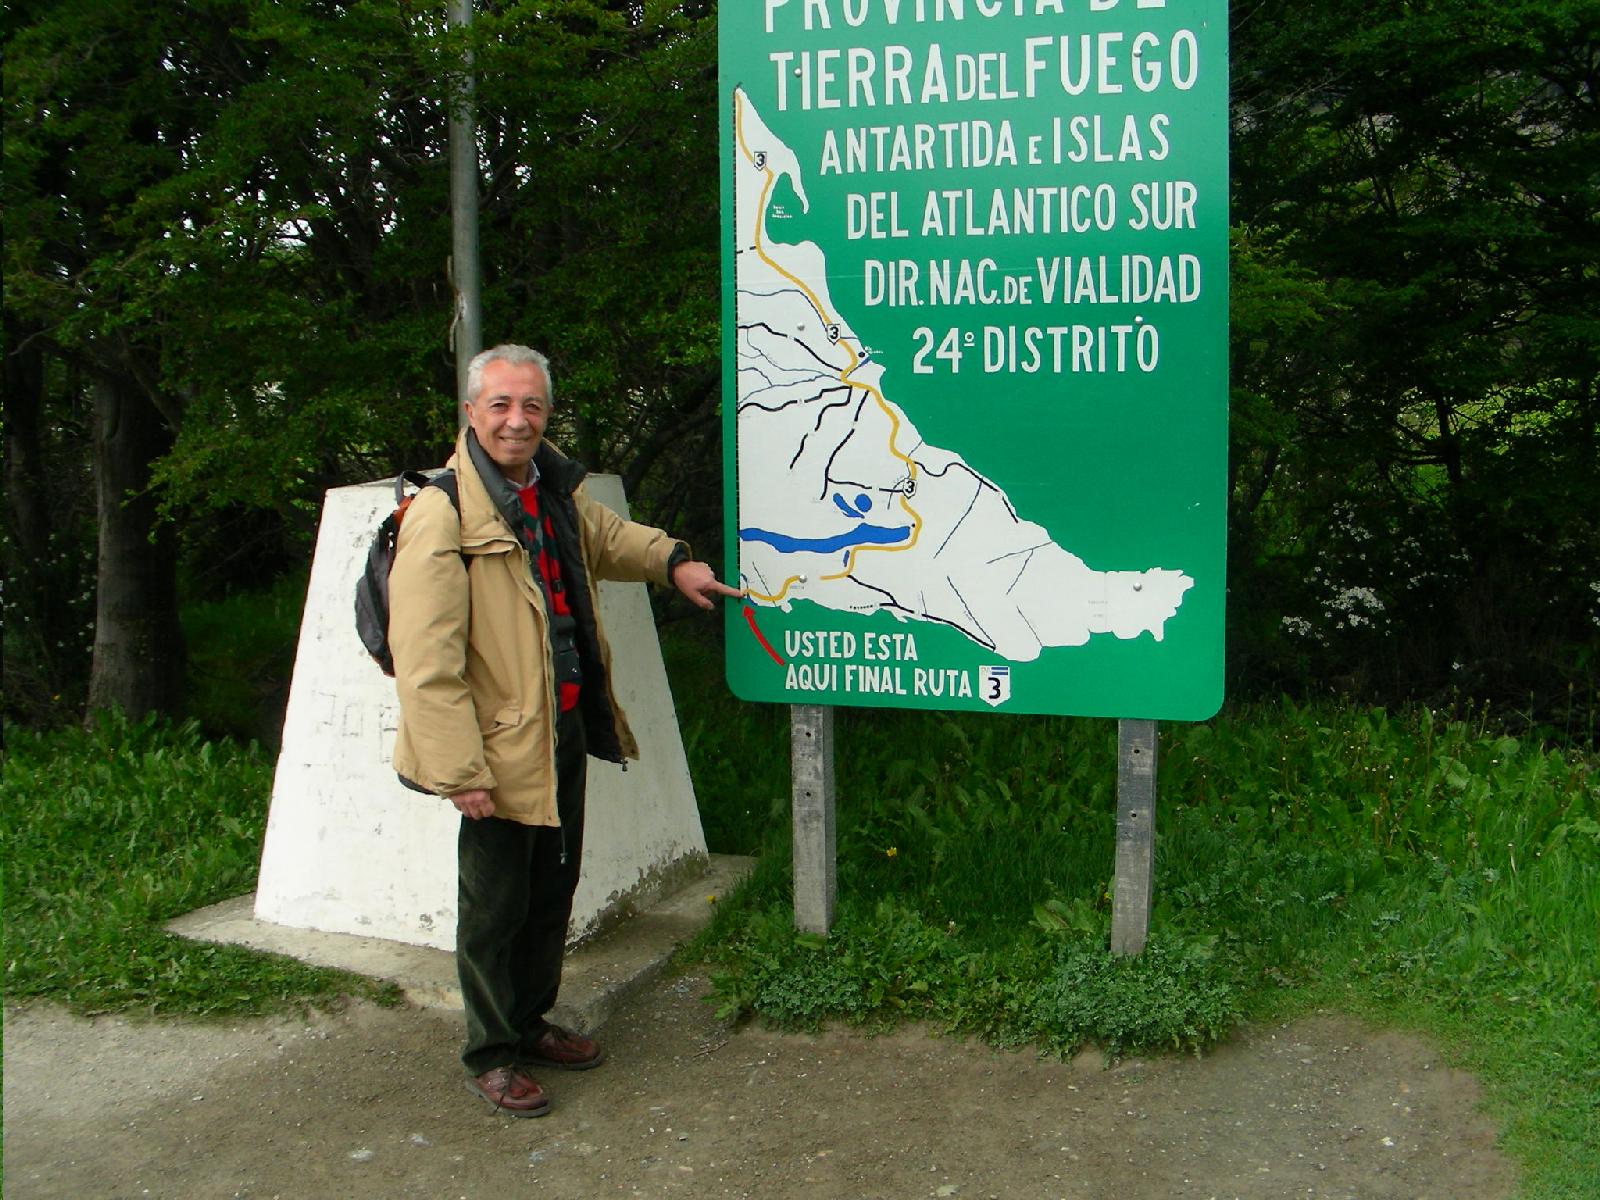 PROVINCIA DE
TIERRA DEL FUEGO
ANTARTIDA E ISLAS
DEL ATLANTICO SUR
DIR. NAC. DE VIALIDAD
24º DISTRITO
3
3
3
USTED ESTA
AQUI FINAL RUTA 3